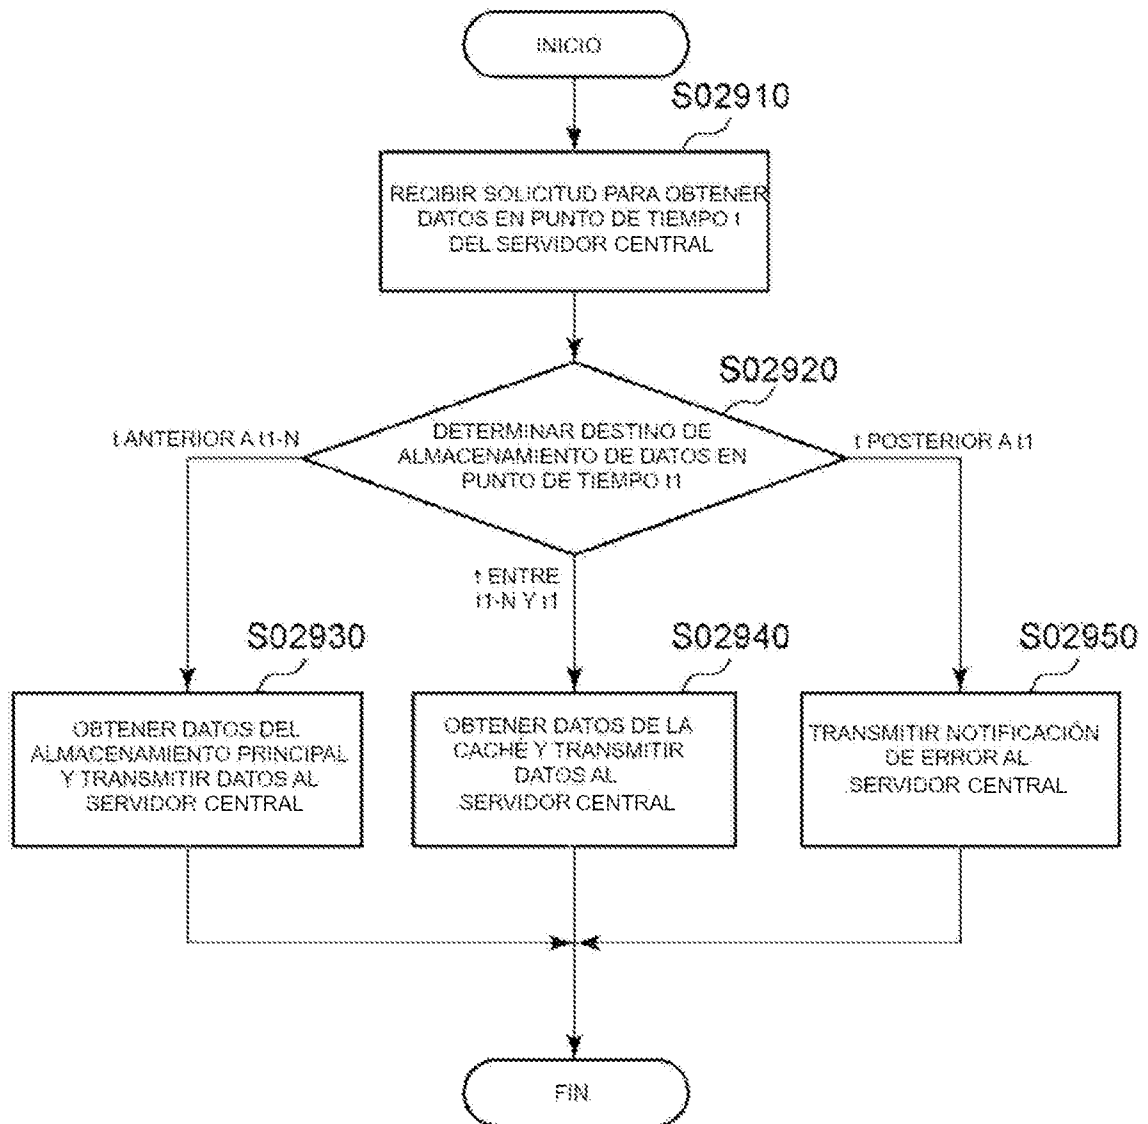 INICIO
S02910
RECIBIR SOLICITUD PARA OBTENER
DATOS EN PUNTO DE TIEMPO t
DEL SERVIDOR CENTRAL
S02920
t ANTERIOR A t1-N
DETERMINAR DESTINO DE
ALMACENAMIENTO DE DATOS EN
PUNTO DE TIEMPO t1
t POSTERIOR A t1
t ENTRE
t1-N Y t1
S02930
S02940
S02950
OBTENER DATOS DEL
ALMACENAMIENTO PRINCIPAL
Y TRANSMITIR DATOS AL
SERVIDOR CENTRAL
OBTENER DATOS DE LA
CACHÉ Y TRANSMITIR
DATOS AL
SERVIDOR CENTRAL
TRANSMITIR NOTIFICACIÓN
DE ERROR AL
SERVIDOR CENTRAL
FIN